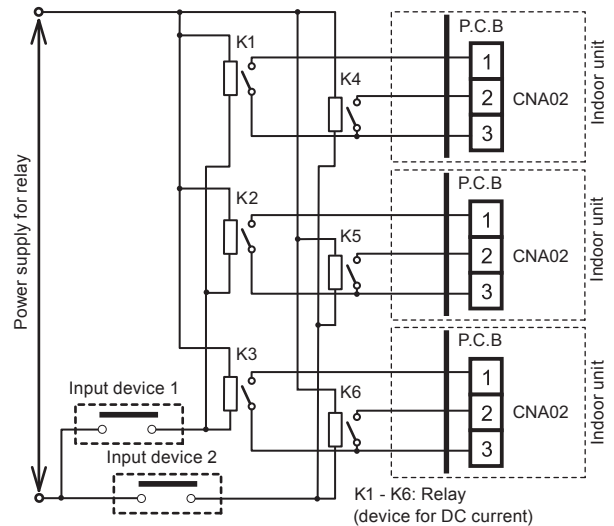 Power supply for relay
K1
K4
P.C.B
1
2
3
CNA02
Indoor unit
K2
K5
P.C.B
1
2
3
CNA02
Indoor unit
K3
K6
P.C.B
1
2
3
CNA02
Indoor unit
Input device 1
Input device 2
K1 - K6: Relay
(device for DC current)